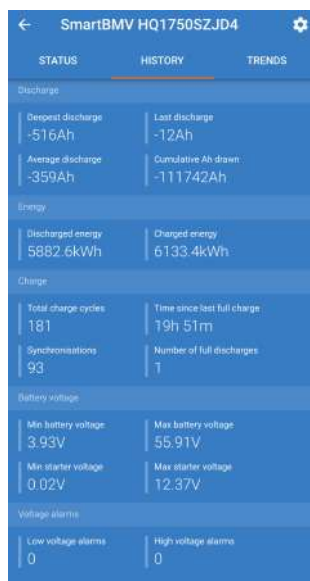 SmartBMV HQ1750SZJD4
STATUS HISTORY TRENDS
Discharge
Deepest discharge Last discharge
-516Ah -12Ah
Average discharge Cumulative Ah drawn
-359Ah -111742Ah
Energy
Discharged energy Charged energy
5882.6kWh 6133.4kWh
Charge
Total charge cycles Time since last full charge
181 19h 51m
Synchronisations Number of full discharges
93 1
Battery voltage
Min battery voltage Max battery voltage
3.93V 55.91V
Min starter voltage Max starter voltage
0.02V 12.37V
Voltage alarms
Low voltage alarms High voltage alarms
0 0